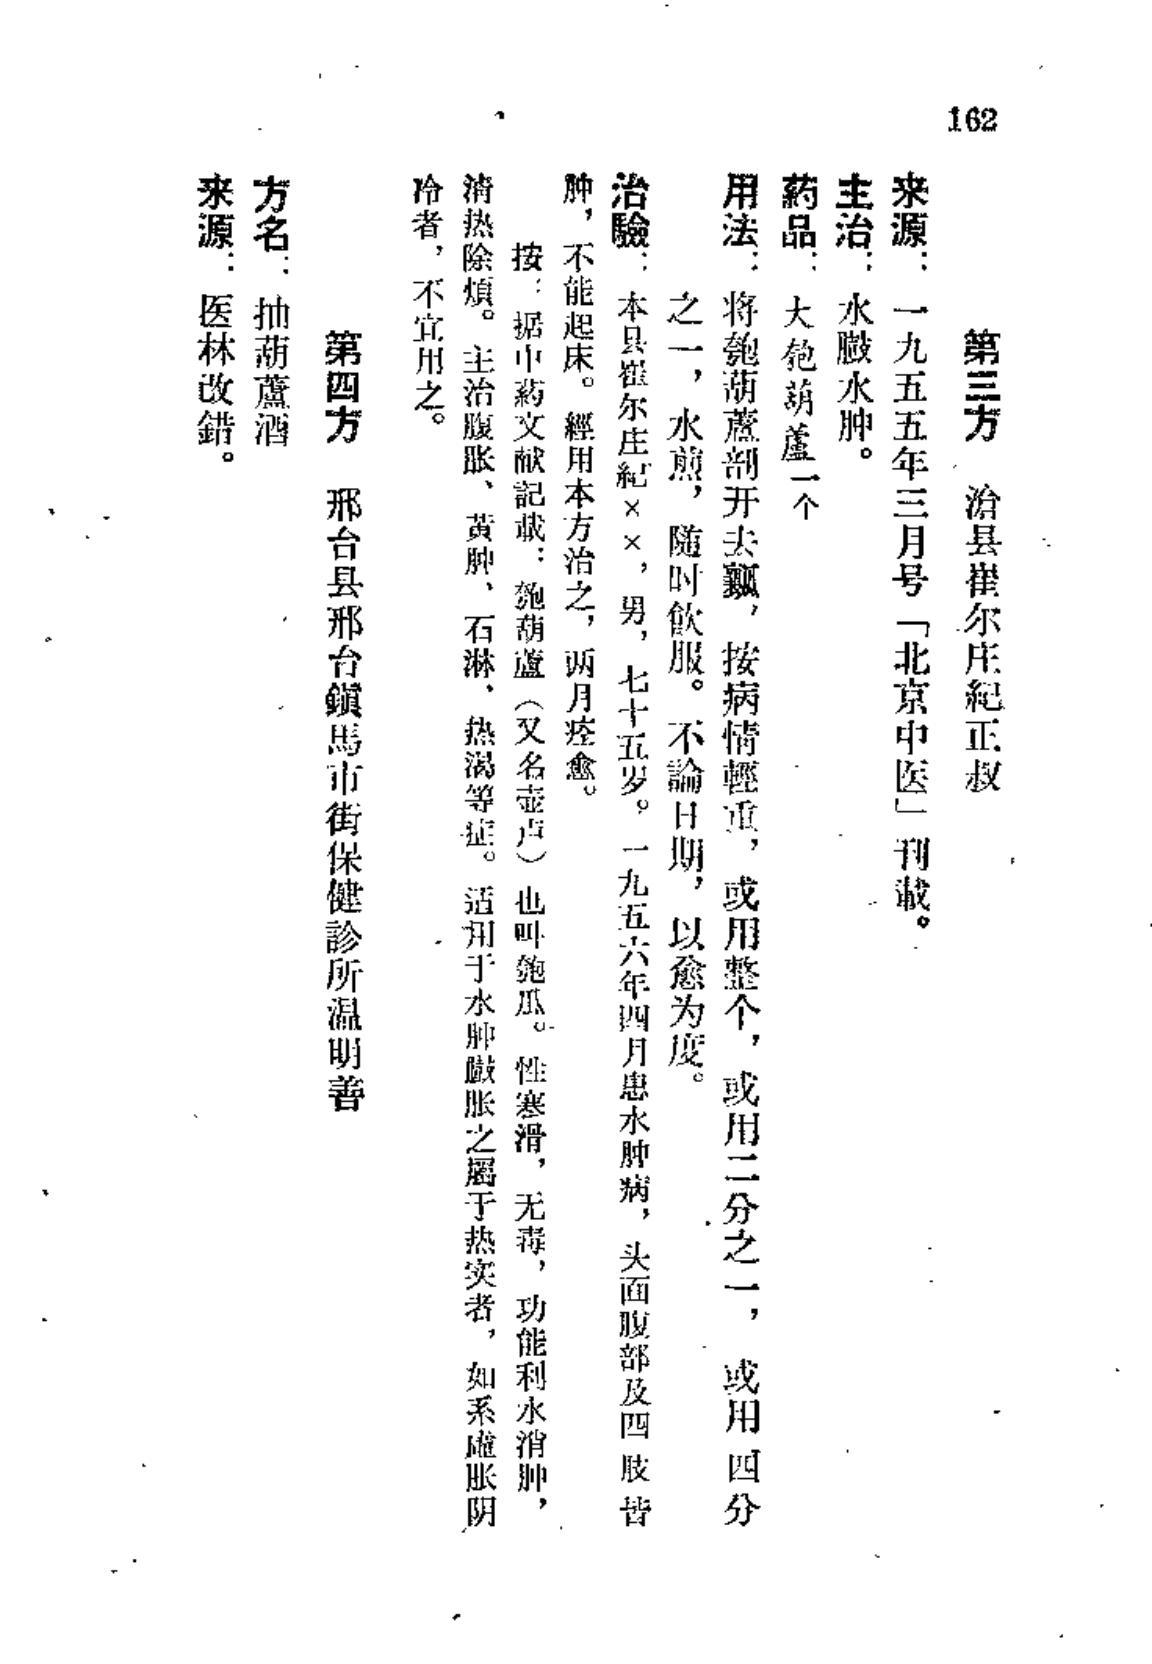 162
第三方　滄县崔尔庄紀正叔
来源：一九五五年三月号「北京中医」刊載。
主治：水臌水肿。
葯品：大匏葫蘆一个
用法：将匏葫蘆剖开去瓤，按病情輕重，或用整个，或用二分之一，或用四分
之一，水煎，随时飲服。不論日期，以愈为度。
治驗：本县崔尔庄紀××，男，七十五岁。一九五六年四月患水肿病，头面腹部及四肢皆
肿，不能起床。經用本方治之，两月痊愈。
按：据中葯文献記載：匏葫蘆（又名壺卢）也叫匏瓜。性寒滑，无毒，功能利水消肿，
清热除煩。主治腹脹、黃肿、石淋、热渴等症。适用于水肿臌胀之屬于热实者，如系虛胀阴
冷者，不宜用之。
第四方　邢台县邢台鎭馬市街保健診所温明善
方名：抽葫蘆酒
来源：医林改錯。